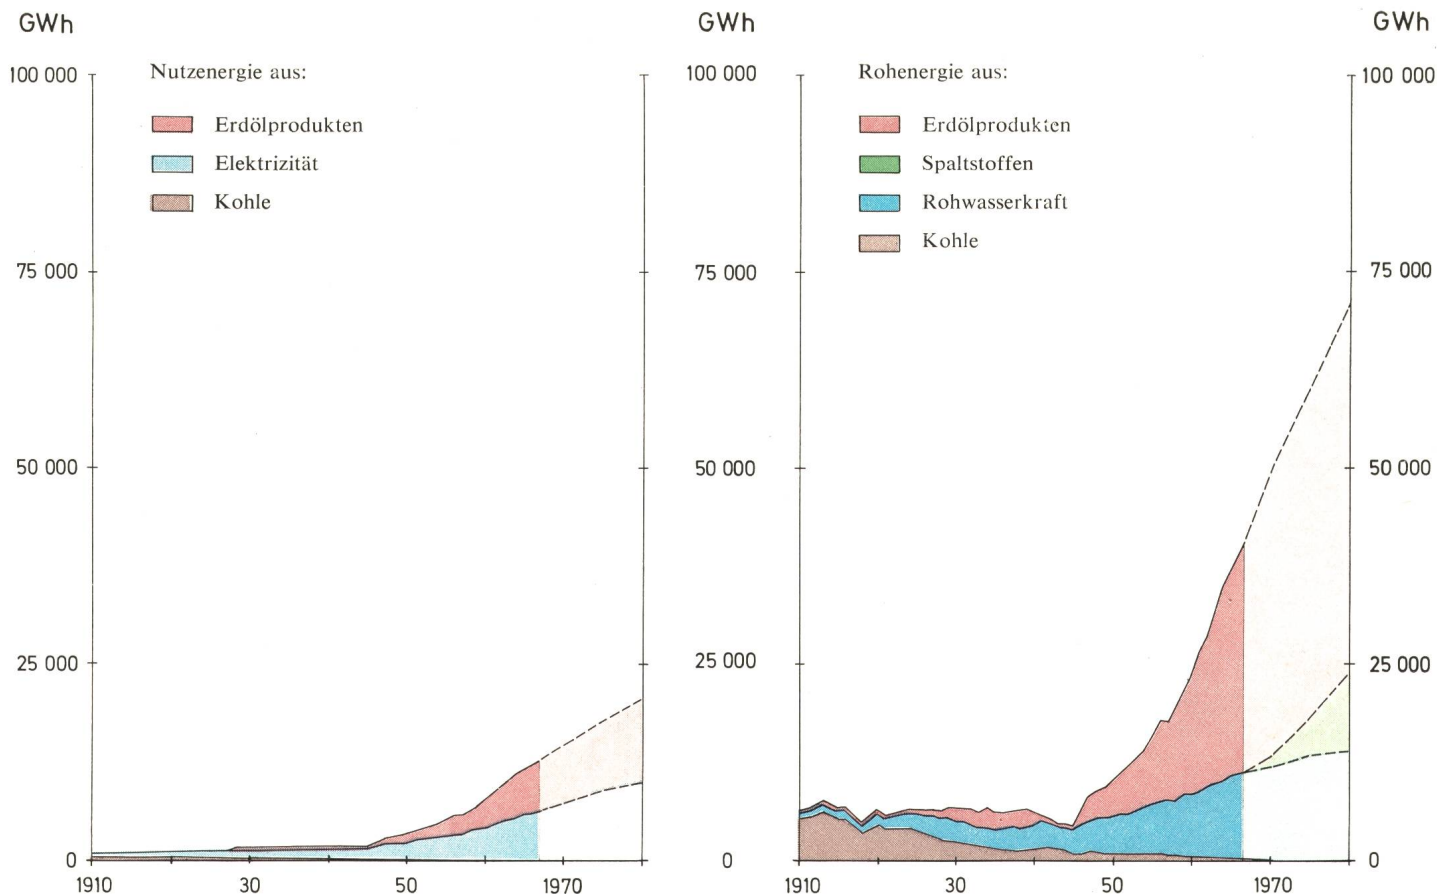 GWh
100 000
75 000
50 000
25 000
0
Nutzenergie aus:
Erdölprodukten
Elektrizität
Kohle
1910
30
50
1970
GWh
100 000
75 000
50 000
25 000
0
Rohenergie aus:
Erdölprodukten
Spaltstoffen
Rohwasserkraft
Kohle
1910
30
50
1970
GWh
100 000
75 000
50 000
25 000
0